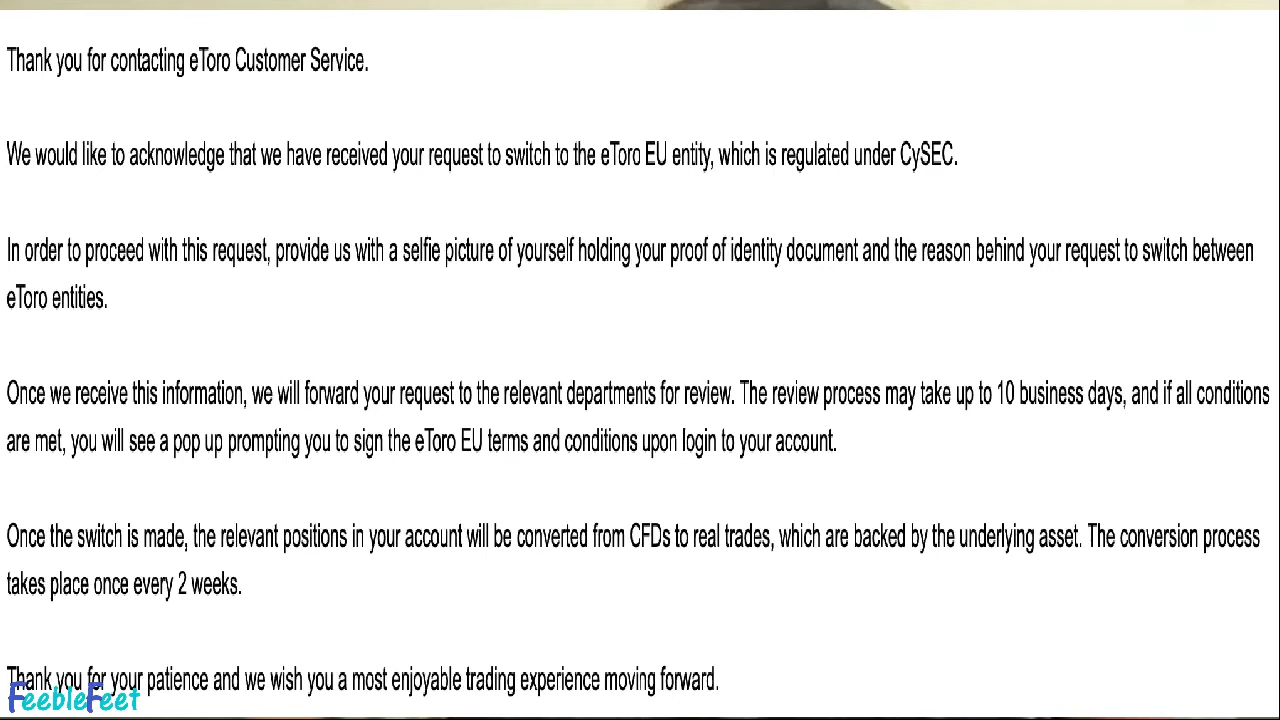 Thank you for contacting eToro Customer Service.
We would like to acknowledge that we have received your request to switch to the eToro EU entity, which is regulated under CySEC.
In order to proceed with this request, provide us with a selfie picture of yourself holding your proof of identity document and the reason behind your request to switch between
eToro entities.
Once we receive this information, we will forward your request to the relevant departments for review. The review process may take up to 10 business days, and if all conditions
are met, you will see a pop up prompting you to sign the eToro EU terms and conditions upon login to your account.
Once the switch is made, the relevant positions in your account will be converted from CFDs to real trades, which are backed by the underlying asset. The conversion process
takes place once every 2 weeks.
Thank you for your patience and we wish you a most enjoyable trading experience moving forward.
FeebleFeet